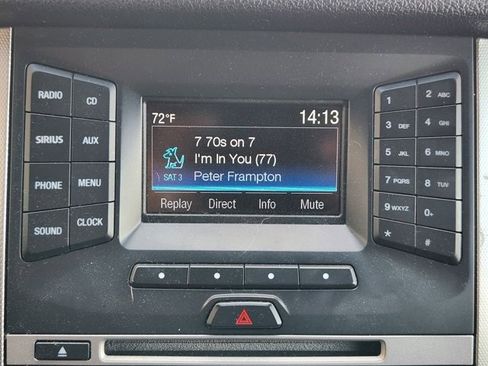 RADIO CD
SIRIUS AUX
PHONE MENU
SOUND CLOCK
72°F 14:13
7 70s on 7
I'm In You (77)
SAT 3 Peter Frampton
Replay Direct Info Mute
1 2 ABC
3 DEF 4 GHI
5 JKL 6 MNO
7 PQRS 8 TUV
9 WXYZ 0+
* #